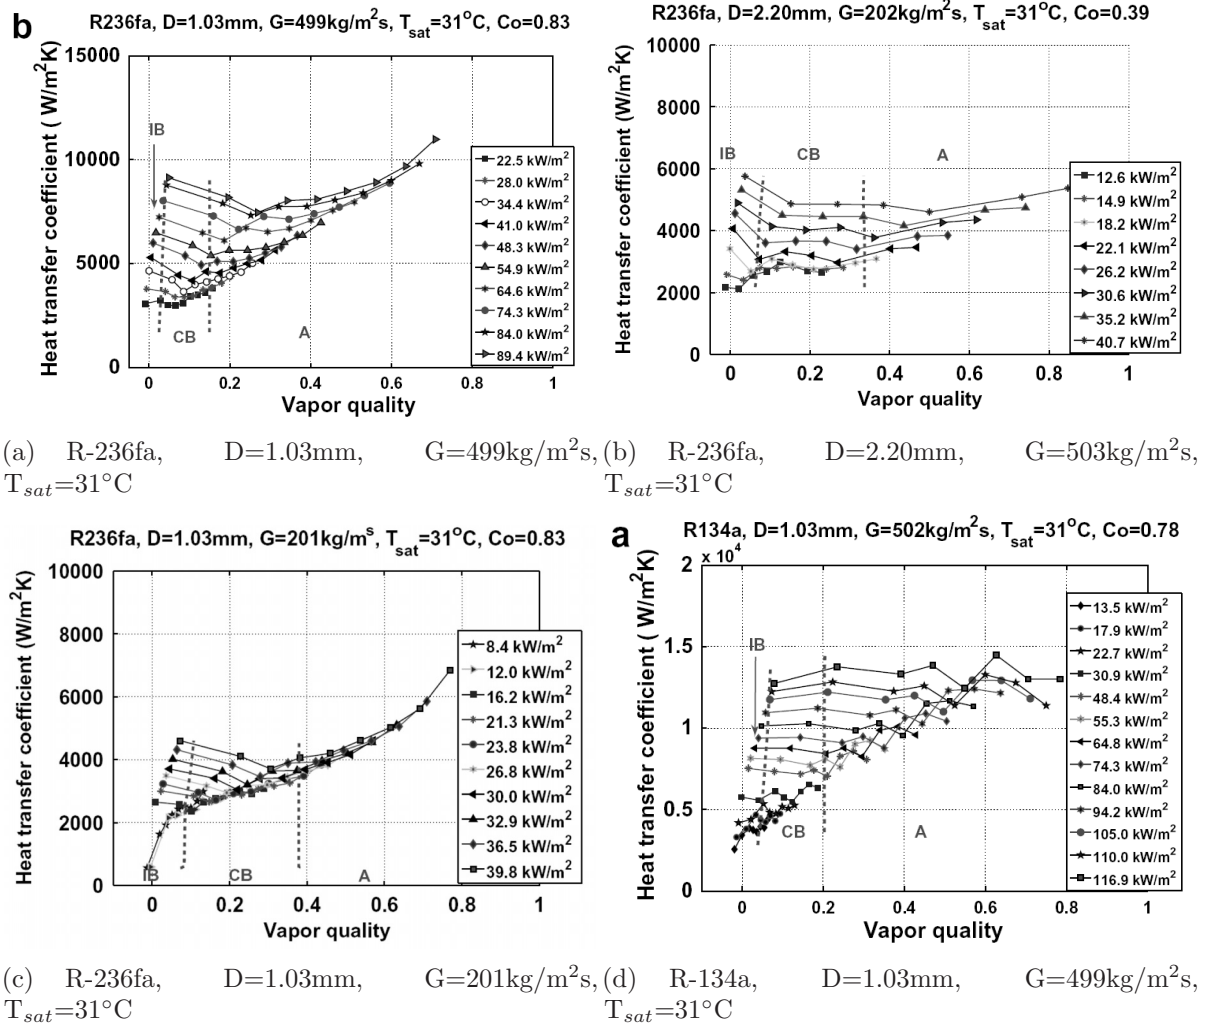 b
R236fa, D=1.03mm, G=499kg/m²s, T_sat=31°C, Co=0.83
Heat transfer coefficient ( W/m²K)
15000
10000
5000
0
IB
CB
A
22.5 kW/m²
28.0 kW/m²
34.4 kW/m²
41.0 kW/m²
48.3 kW/m²
54.9 kW/m²
64.6 kW/m²
74.3 kW/m²
84.0 kW/m²
89.4 kW/m²
0 0.2 0.4 0.6 0.8 1
Vapor quality
(a) R-236fa, D=1.03mm, G=499kg/m²s,
T_sat=31°C
R236fa, D=2.20mm, G=202kg/m²s, T_sat=31°C, Co=0.39
Heat transfer coefficient (W/m²K)
10000
8000
6000
4000
2000
0
IB CB A
12.6 kW/m²
14.9 kW/m²
18.2 kW/m²
22.1 kW/m²
26.2 kW/m²
30.6 kW/m²
35.2 kW/m²
40.7 kW/m²
0 0.2 0.4 0.6 0.8 1
Vapor quality
(b) R-236fa, D=2.20mm, G=503kg/m²s,
T_sat=31°C
R236fa, D=1.03mm, G=201kg/m^s, T_sat=31°C, Co=0.83
Heat transfer coefficient (W/m²K)
10000
8000
6000
4000
2000
0
IB CB A
8.4 kW/m²
12.0 kW/m²
16.2 kW/m²
21.3 kW/m²
23.8 kW/m²
26.8 kW/m²
30.0 kW/m²
32.9 kW/m²
36.5 kW/m²
39.8 kW/m²
0 0.2 0.4 0.6 0.8 1
Vapor quality
(c) R-236fa, D=1.03mm, G=201kg/m²s,
T_sat=31°C
a
R134a, D=1.03mm, G=502kg/m²s, T_sat=31°C, Co=0.78
x 10⁴
Heat transfer coefficient ( W/m²K)
2
1.5
1
0.5
0
IB
CB
A
13.5 kW/m²
17.9 kW/m²
22.7 kW/m²
30.9 kW/m²
48.4 kW/m²
55.3 kW/m²
64.8 kW/m²
74.3 kW/m²
84.0 kW/m²
94.2 kW/m²
105.0 kW/m²
110.0 kW/m²
116.9 kW/m²
0 0.2 0.4 0.6 0.8 1
Vapor quality
(d) R-134a, D=1.03mm, G=499kg/m²s,
T_sat=31°C